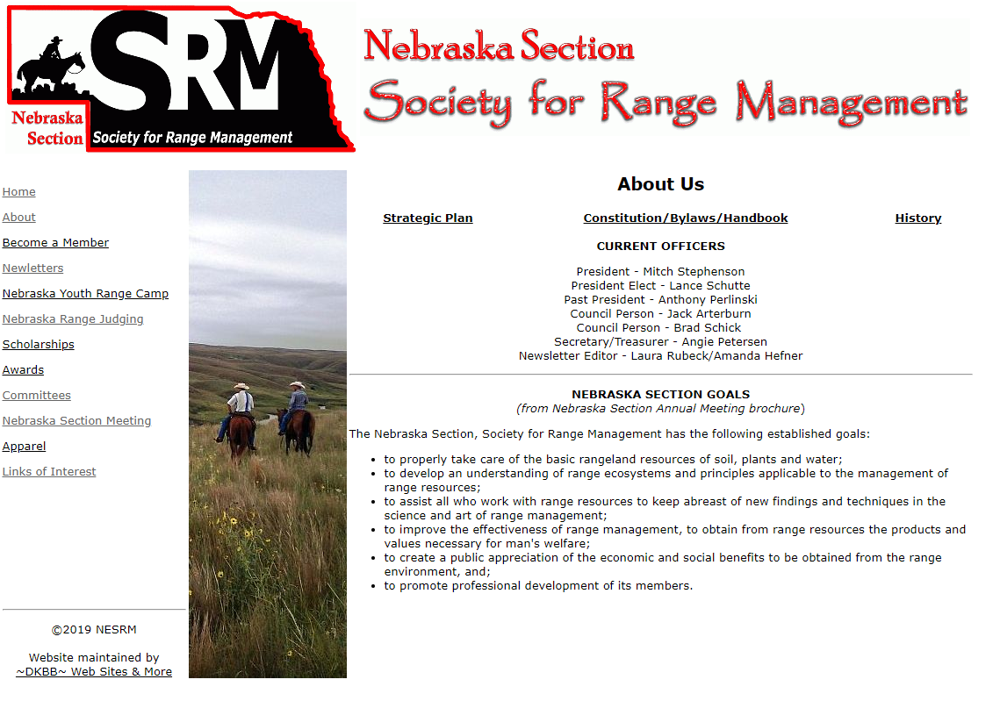 SRM
Nebraska
Section
Society for Range Management
Nebraska Section
Society for Range Management
Home
About
Become a Member
Newletters
Nebraska Youth Range Camp
Nebraska Range Judging
Scholarships
Awards
Committees
Nebraska Section Meeting
Apparel
Links of Interest
©2019 NESRM
Website maintained by
~DKBB~ Web Sites & More
About Us
Strategic Plan Constitution/Bylaws/Handbook History
CURRENT OFFICERS
President - Mitch Stephenson
President Elect - Lance Schutte
Past President - Anthony Perlinski
Council Person - Jack Arterburn
Council Person - Brad Schick
Secretary/Treasurer - Angie Petersen
Newsletter Editor - Laura Rubeck/Amanda Hefner
NEBRASKA SECTION GOALS
(from Nebraska Section Annual Meeting brochure)
The Nebraska Section, Society for Range Management has the following established goals:
• to properly take care of the basic rangeland resources of soil, plants and water;
• to develop an understanding of range ecosystems and principles applicable to the management of
range resources;
• to assist all who work with range resources to keep abreast of new findings and techniques in the
science and art of range management;
• to improve the effectiveness of range management, to obtain from range resources the products and
values necessary for man's welfare;
• to create a public appreciation of the economic and social benefits to be obtained from the range
environment, and;
• to promote professional development of its members.